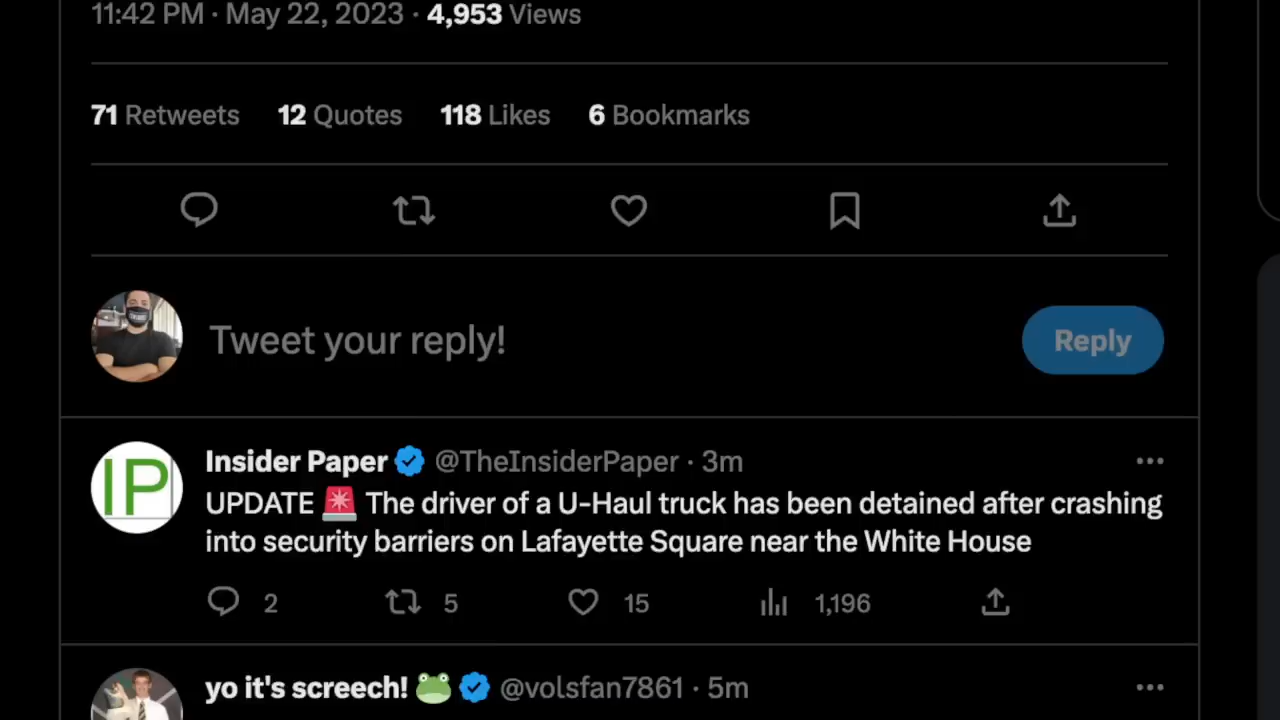 11:42 PM · May 22, 2023 · 4,953 Views
71 Retweets 12 Quotes 118 Likes 6 Bookmarks
Tweet your reply!
Reply
IP
Insider Paper @TheInsiderPaper · 3m
UPDATE 🚨 The driver of a U-Haul truck has been detained after crashing
into security barriers on Lafayette Square near the White House
2 5 15 1,196
yo it's screech! 🐸 @volsfan7861 · 5m